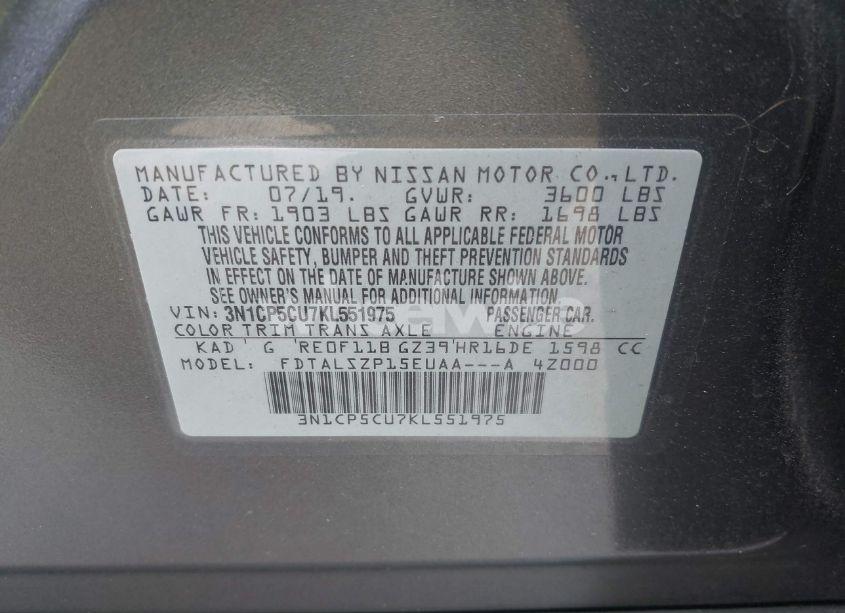 MANUFACTURED BY NISSAN MOTOR CO., LTD.
DATE: 07/19. GVWR: 3600 LBS
GAWR FR: 1903 LBS GAWR RR: 1698 LBS
THIS VEHICLE CONFORMS TO ALL APPLICABLE FEDERAL MOTOR
VEHICLE SAFETY, BUMPER AND THEFT PREVENTION STANDARDS
IN EFFECT ON THE DATE OF MANUFACTURE SHOWN ABOVE.
SEE OWNER'S MANUAL FOR ADDITIONAL INFORMATION.
VIN: 3N1CP5CU7KL551975 PASSENGER CAR.
COLOR TRIM TRANS AXLE ENGINE
KAD G RE0F11B GZ39 HR16DE 1598 CC
MODEL: FDTALSZP15EUAA---A 4Z000
3N1CP5CU7KL551975